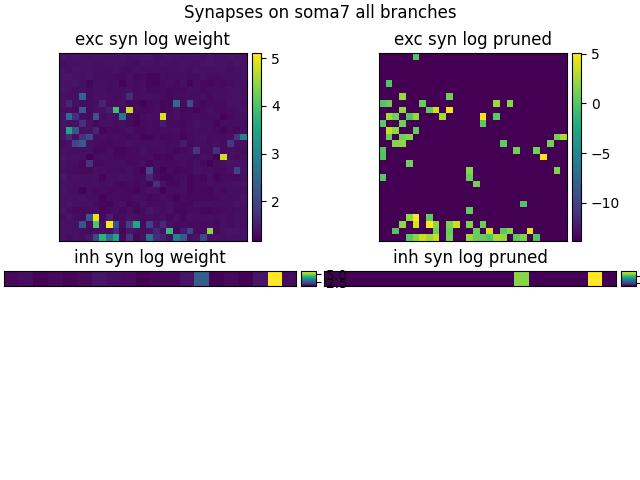 Synapses on soma7 all branches
exc syn log weight
exc syn log pruned
5
4
3
2
5
0
−5
−10
inh syn log weight
inh syn log pruned